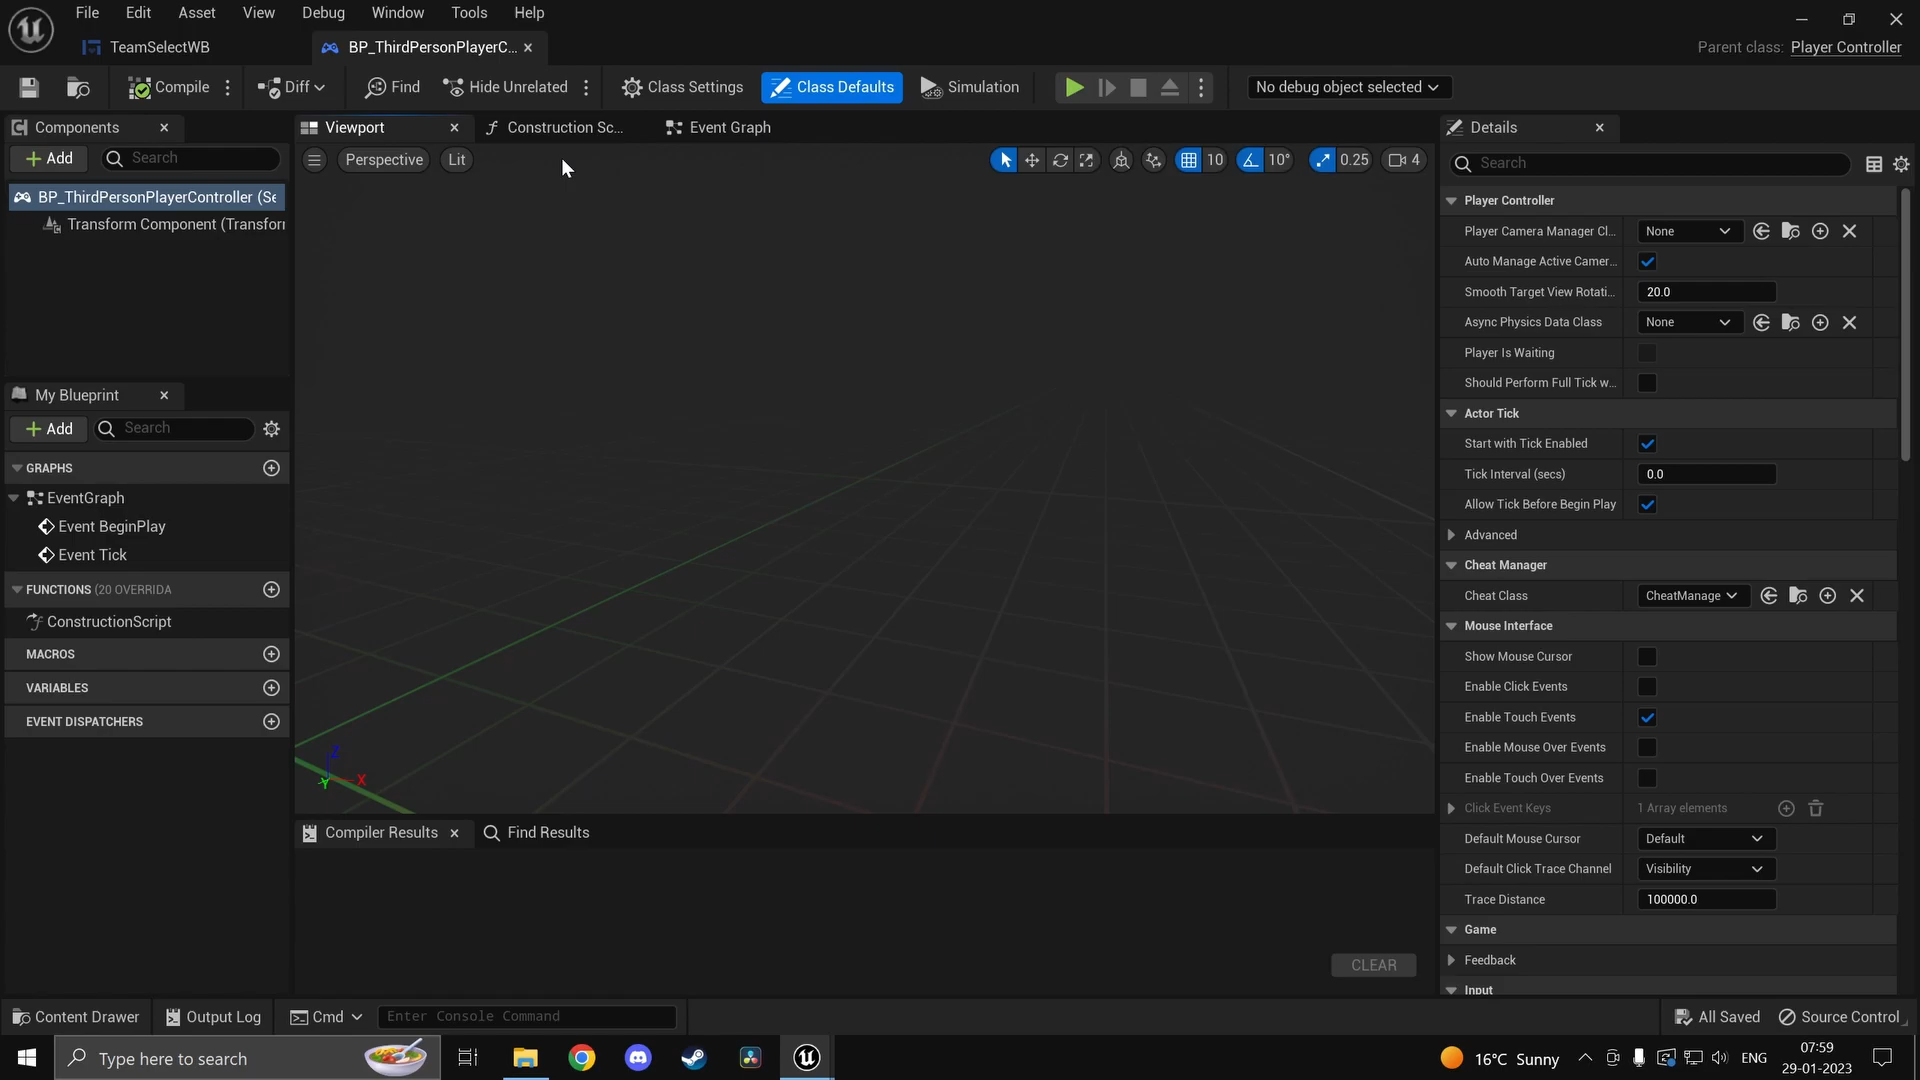 File Edit Asset View Debug Window Tools Help
TeamSelectWB
BP_ThirdPersonPlayerC...
Parent class: Player Controller
Compile
Diff
Find
Hide Unrelated
Class Settings
Class Defaults
Simulation
No debug object selected
Components
Add
Search
BP_ThirdPersonPlayerController (Se
Transform Component (Transfor
My Blueprint
Add
Search
GRAPHS
EventGraph
Event BeginPlay
Event Tick
FUNCTIONS (20 OVERRIDA
ConstructionScript
MACROS
VARIABLES
EVENT DISPATCHERS
Viewport
Construction Sc...
Event Graph
Perspective
Lit
10
10°
0.25
4
Z
X
Y
Compiler Results
Find Results
CLEAR
Details
Search
Player Controller
Player Camera Manager Cl... None
Auto Manage Active Camer...
Smooth Target View Rotati... 20.0
Async Physics Data Class None
Player Is Waiting
Should Perform Full Tick w...
Actor Tick
Start with Tick Enabled
Tick Interval (secs) 0.0
Allow Tick Before Begin Play
Advanced
Cheat Manager
Cheat Class CheatManage
Mouse Interface
Show Mouse Cursor
Enable Click Events
Enable Touch Events
Enable Mouse Over Events
Enable Touch Over Events
Click Event Keys 1 Array elements
Default Mouse Cursor Default
Default Click Trace Channel Visibility
Trace Distance 100000.0
Game
Feedback
Input
Content Drawer
Output Log
Cmd
Enter Console Command
All Saved
Source Control
Type here to search
16°C Sunny
ENG
07:59
29-01-2023